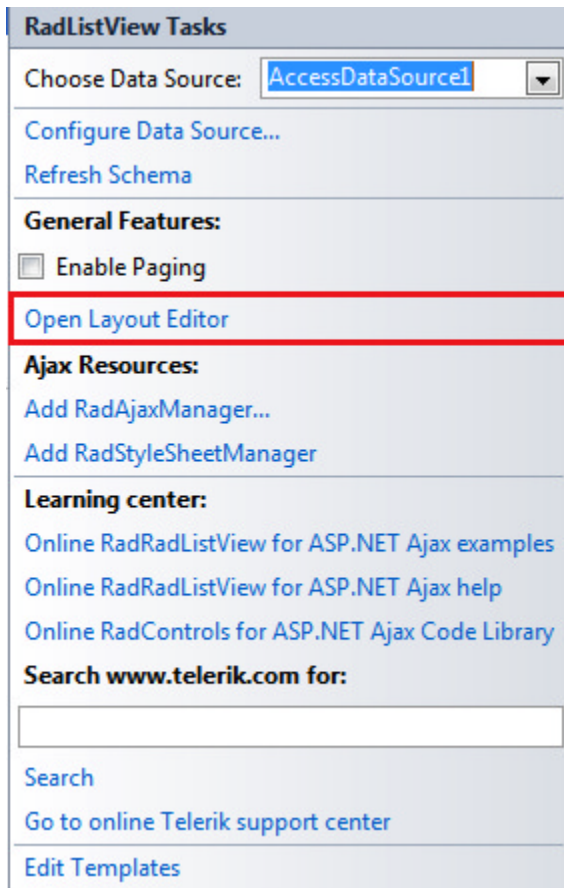 RadListView Tasks
Choose Data Source: AccessDataSource1
Configure Data Source...
Refresh Schema
General Features:
Enable Paging
Open Layout Editor
Ajax Resources:
Add RadAjaxManager...
Add RadStyleSheetManager
Learning center:
Online RadRadListView for ASP.NET Ajax examples
Online RadRadListView for ASP.NET Ajax help
Online RadControls for ASP.NET Ajax Code Library
Search www.telerik.com for:
Search
Go to online Telerik support center
Edit Templates